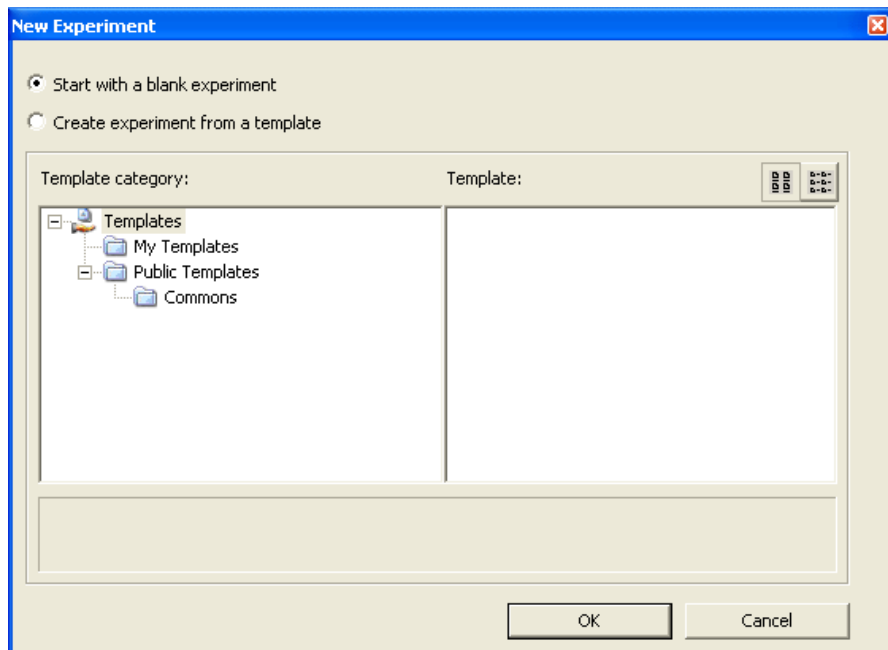 New Experiment
Start with a blank experiment
Create experiment from a template
Template category:
Template:
Templates
My Templates
Public Templates
Commons
OK
Cancel